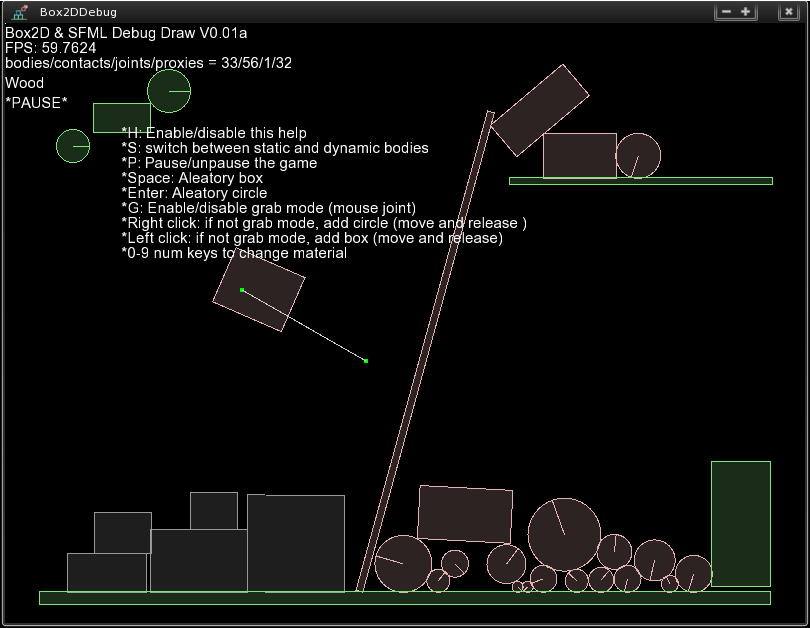 Box2DDebug
Box2D & SFML Debug Draw V0.01a
FPS: 59.7624
bodies/contacts/joints/proxies = 33/56/1/32
Wood
*PAUSE*
*H: Enable/disable this help
*S: switch between static and dynamic bodies
*P: Pause/unpause the game
*Space: Aleatory box
*Enter: Aleatory circle
*G: Enable/disable grab mode (mouse joint)
*Right click: if not grab mode, add circle (move and release )
*Left click: if not grab mode, add box (move and release)
*0-9 num keys to change material